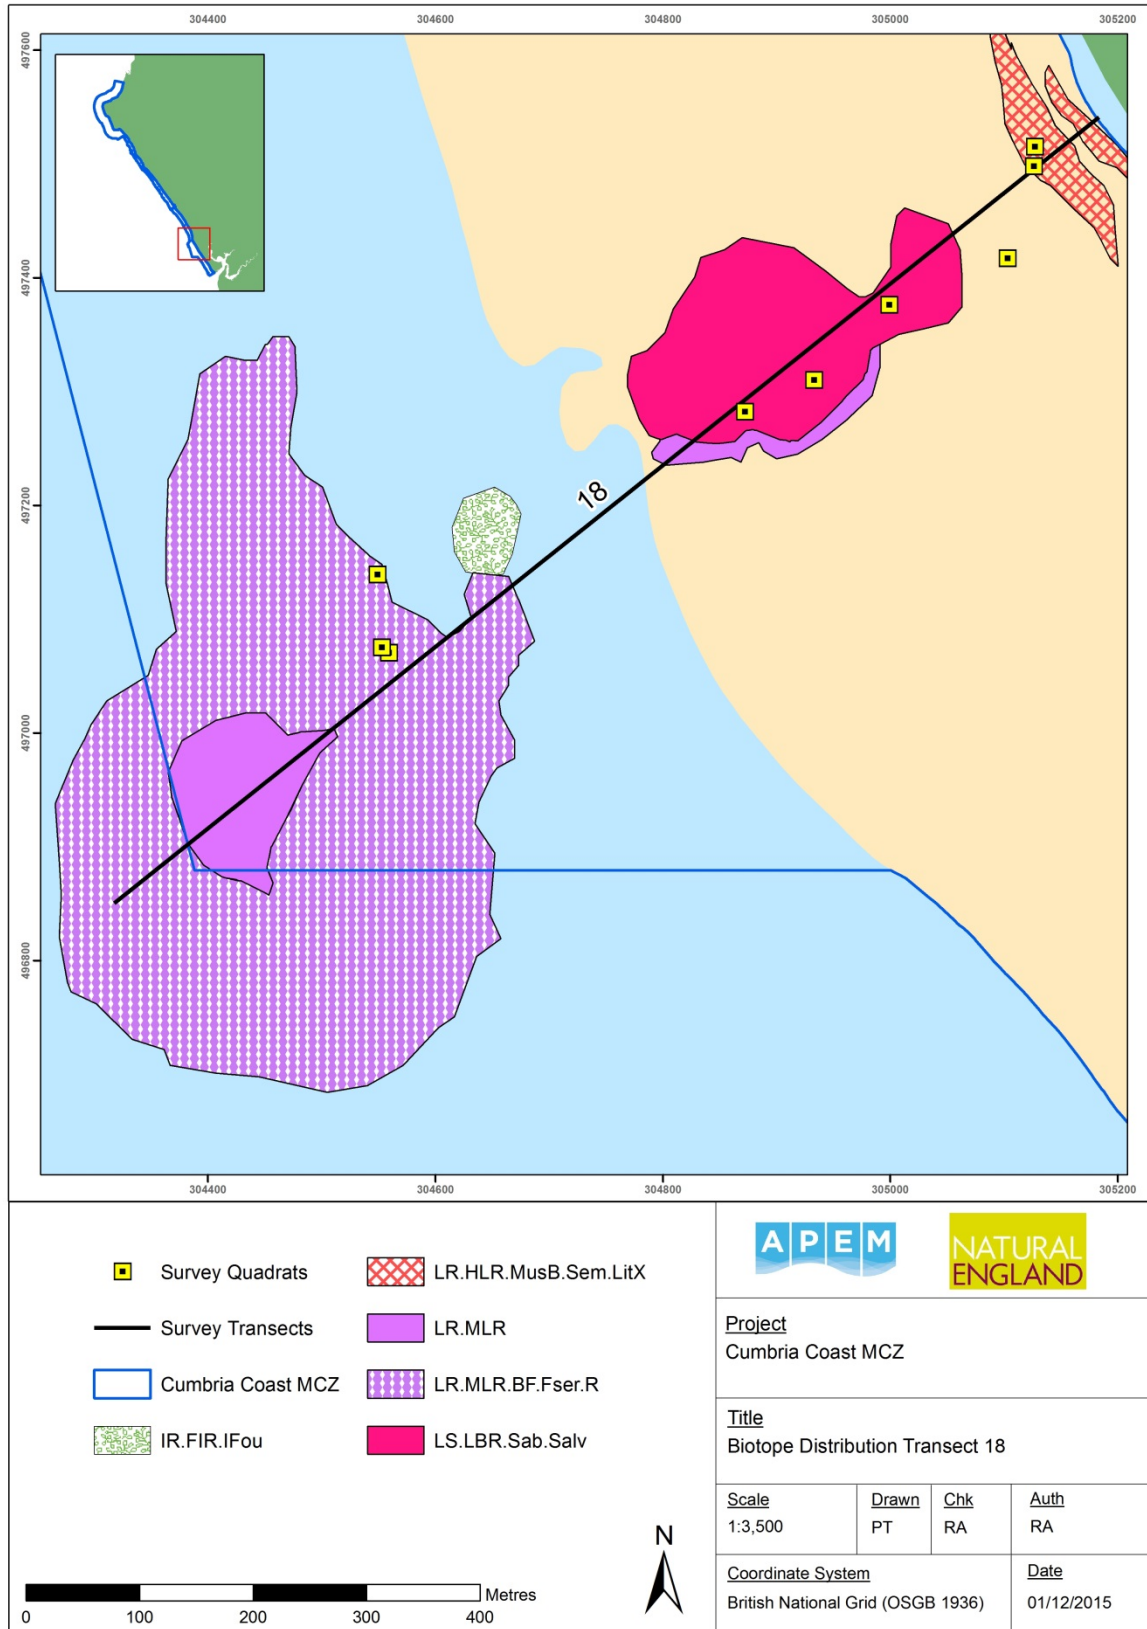 304400 304600 304800 305000 305200
497600
497400
497200
497000
496800
18
304400 304600 304800 305000 305200
Survey Quadrats
Survey Transects
Cumbria Coast MCZ
IR.FIR.IFou
LR.HLR.MusB.Sem.LitX
LR.MLR
LR.MLR.BF.Fser.R
LS.LBR.Sab.Salv
0 100 200 300 400 Metres
N
APEM
NATURAL
ENGLAND
Project
Cumbria Coast MCZ
Title
Biotope Distribution Transect 18
Scale Drawn Chk Auth
1:3,500 PT RA RA
Coordinate System Date
British National Grid (OSGB 1936) 01/12/2015